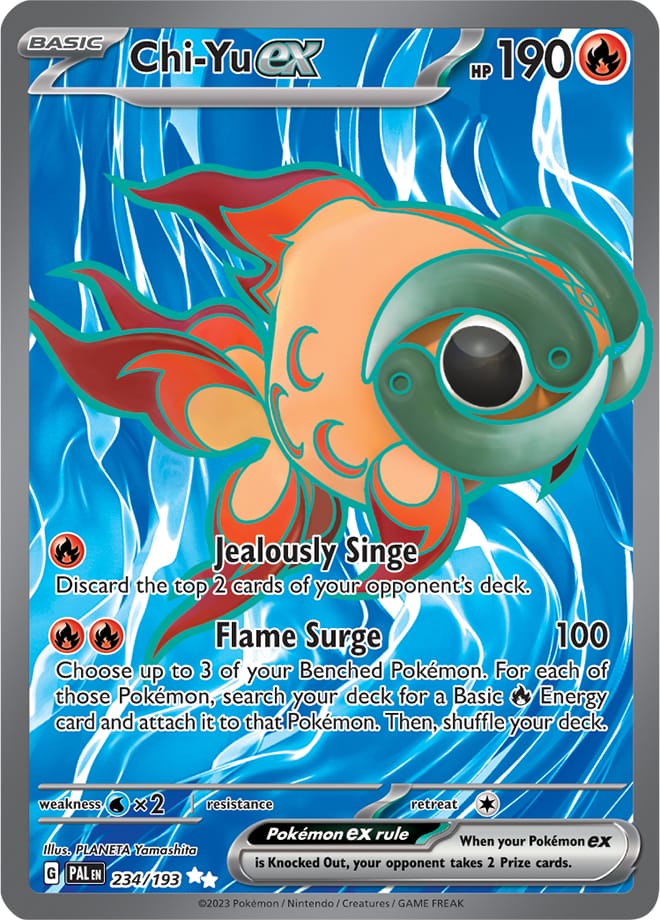 BASIC Chi-Yu ex HP 190
Jealously Singe
Discard the top 2 cards of your opponent's deck.
Flame Surge 100
Choose up to 3 of your Benched Pokémon. For each of
those Pokémon, search your deck for a Basic Energy
card and attach it to that Pokémon. Then, shuffle your deck.
weakness ×2 resistance retreat
Illus. PLANETA Yamashita
Pokémon ex rule When your Pokémon ex
is Knocked Out, your opponent takes 2 Prize cards.
G PAL EN 234/193
©2023 Pokémon / Nintendo / Creatures / GAME FREAK